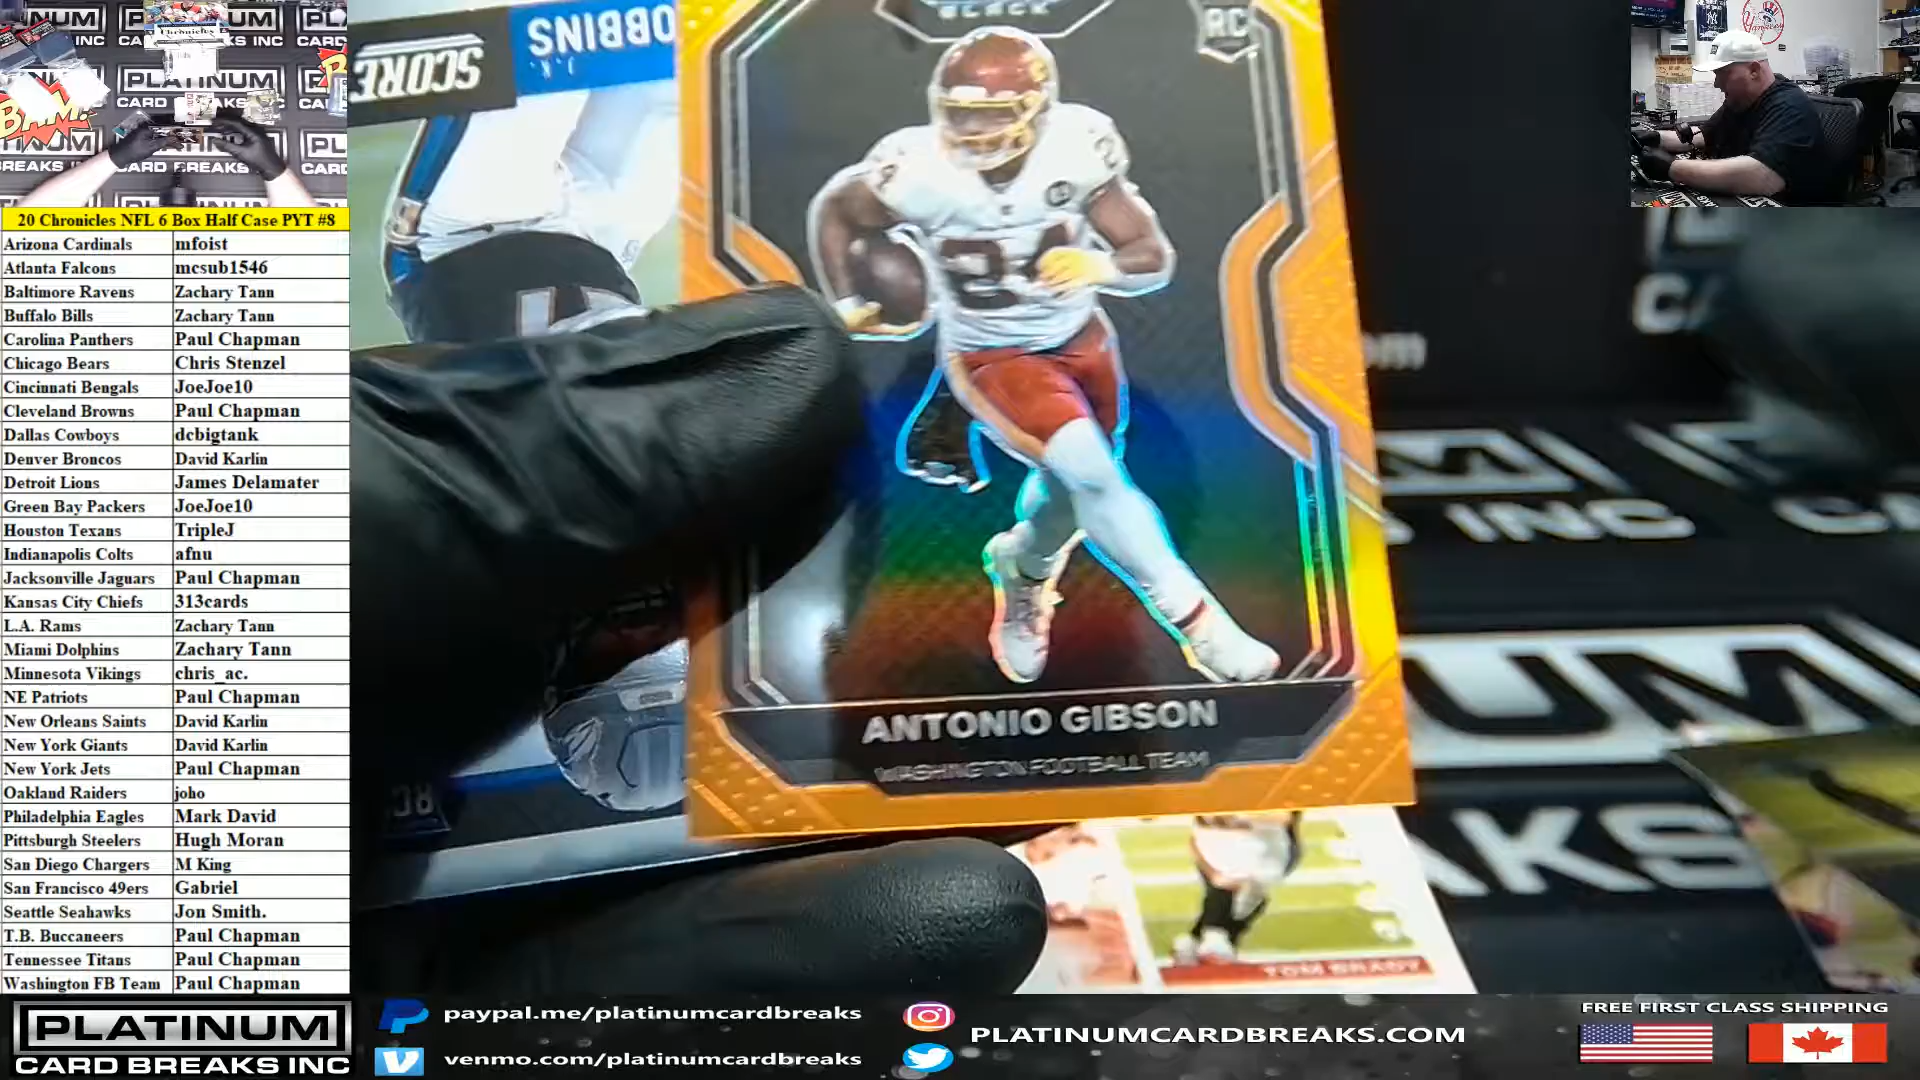 20 Chronicles NFL 6 Box Half Case PYT #8
Arizona Cardinals mfoist
Atlanta Falcons mcsub1546
Baltimore Ravens Zachary Tann
Buffalo Bills Zachary Tann
Carolina Panthers Paul Chapman
Chicago Bears Chris Stenzel
Cincinnati Bengals JoeJoe10
Cleveland Browns Paul Chapman
Dallas Cowboys dcbigtank
Denver Broncos David Karlin
Detroit Lions James Delamater
Green Bay Packers JoeJoe10
Houston Texans TripleJ
Indianapolis Colts afnu
Jacksonville Jaguars Paul Chapman
Kansas City Chiefs 313cards
L.A. Rams Zachary Tann
Miami Dolphins Zachary Tann
Minnesota Vikings chris_ac.
NE Patriots Paul Chapman
New Orleans Saints David Karlin
New York Giants David Karlin
New York Jets Paul Chapman
Oakland Raiders joho
Philadelphia Eagles Mark David
Pittsburgh Steelers Hugh Moran
San Diego Chargers M King
San Francisco 49ers Gabriel
Seattle Seahawks Jon Smith.
T.B. Buccaneers Paul Chapman
Tennessee Titans Paul Chapman
Washington FB Team Paul Chapman
PLATINUM
CARD BREAKS INC
SCORE
BLACK
RC
24
ANTONIO GIBSON
WASHINGTON FOOTBALL TEAM
TOM BRADY
INC
Chronicles
PLATINUM
BAM!
paypal.me/platinumcardbreaks
venmo.com/platinumcardbreaks
PLATINUMCARDBREAKS.COM
FREE FIRST CLASS SHIPPING